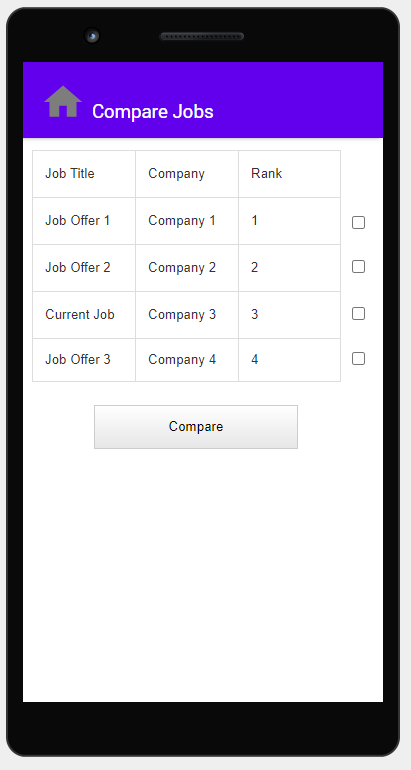 Compare Jobs
Job Title Company Rank
Job Offer 1 Company 1 1
Job Offer 2 Company 2 2
Current Job Company 3 3
Job Offer 3 Company 4 4
Compare